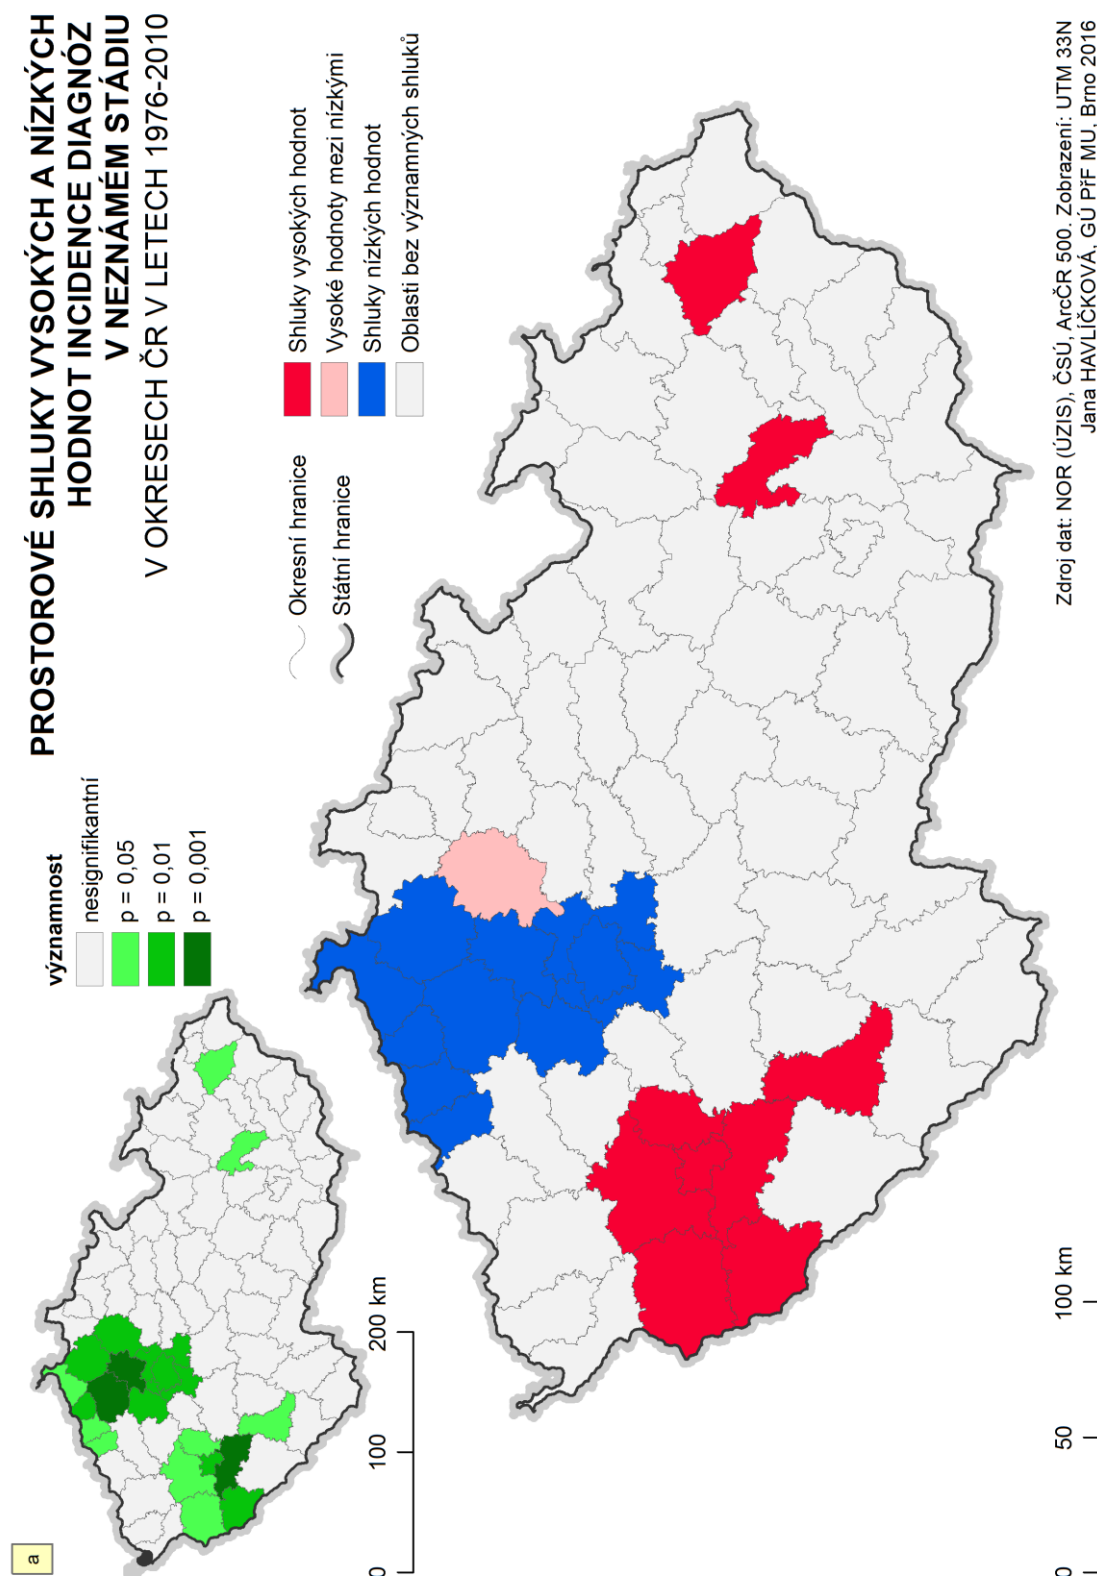 a
PROSTOROVÉ SHLUKY VYSOKÝCH A NÍZKÝCH
HODNOT INCIDENCE DIAGNÓZ
V NEZNÁMÉM STÁDIU
V OKRESECH ČR V LETECH 1976-2010
významnost
nesignifikantní
p = 0,05
p = 0,01
p = 0,001
Okresní hranice
Státní hranice
Shluky vysokých hodnot
Vysoké hodnoty mezi nízkými
Shluky nízkých hodnot
Oblasti bez významných shluků
0 100 200 km
0 50 100 km
Zdroj dat: NOR (ÚZIS), ČSÚ, ArcČR 500. Zobrazení: UTM 33N
Jana HAVLÍČKOVÁ, GÚ PřF MU, Brno 2016